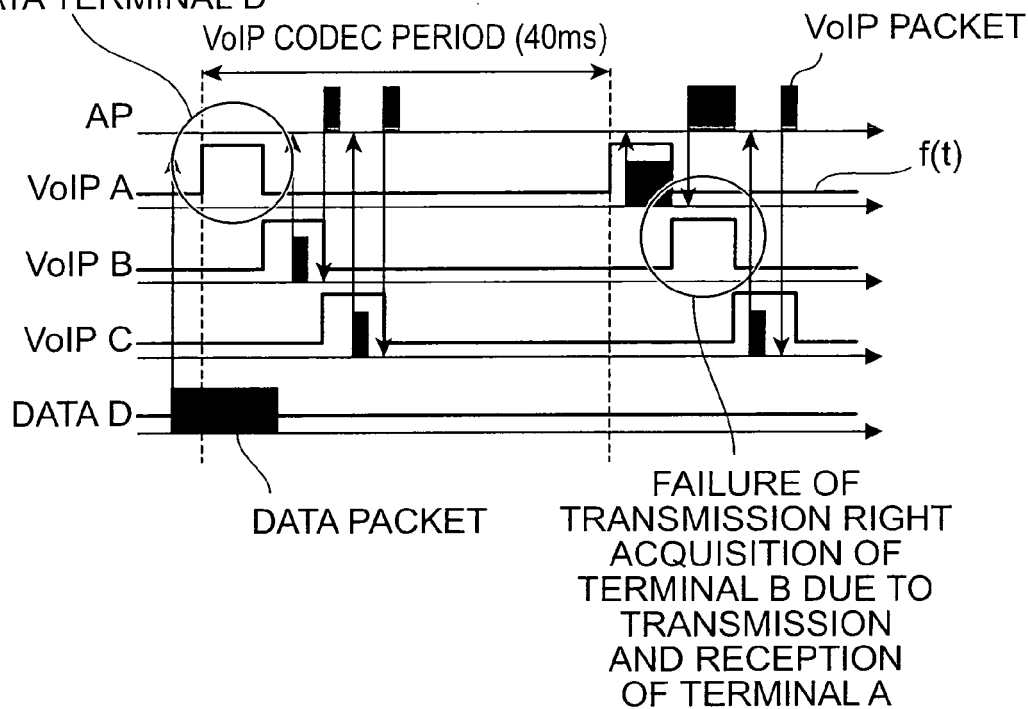 TERMINAL D
VoIP PACKET
VoIP CODEC PERIOD (40ms)
AP
f(t)
VoIP A
VoIP B
VoIP C
DATA D
DATA PACKET
FAILURE OF
TRANSMISSION RIGHT
ACQUISITION OF
TERMINAL B DUE TO
TRANSMISSION
AND RECEPTION
OF TERMINAL A